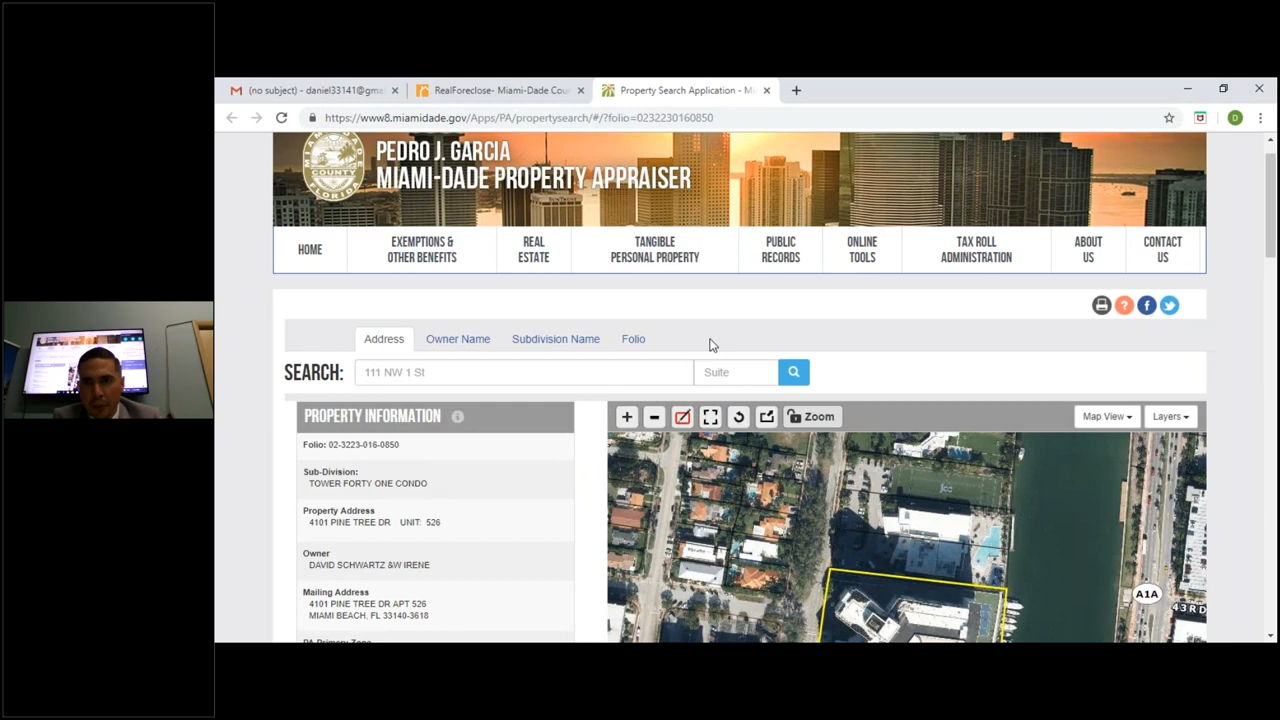 (no subject) - daniel33141@gma
RealForeclose- Miami-Dade Cou
Property Search Application - M
https://www8.miamidade.gov/Apps/PA/propertysearch/#/?folio=0232230160850
D
PEDRO J. GARCIA
MIAMI-DADE PROPERTY APPRAISER
HOME
EXEMPTIONS &
OTHER BENEFITS
REAL
ESTATE
TANGIBLE
PERSONAL PROPERTY
PUBLIC
RECORDS
ONLINE
TOOLS
TAX ROLL
ADMINISTRATION
ABOUT
US
CONTACT
US
Address
Owner Name
Subdivision Name
Folio
SEARCH:
111 NW 1 St
Suite
PROPERTY INFORMATION
Zoom
Map View
Layers
Folio: 02-3223-016-0850
Sub-Division:
TOWER FORTY ONE CONDO
Property Address
4101 PINE TREE DR UNIT: 526
Owner
DAVID SCHWARTZ &W IRENE
Mailing Address
4101 PINE TREE DR APT 526
MIAMI BEACH, FL 33140-3618
PA Primary Zone
A1A
43RD